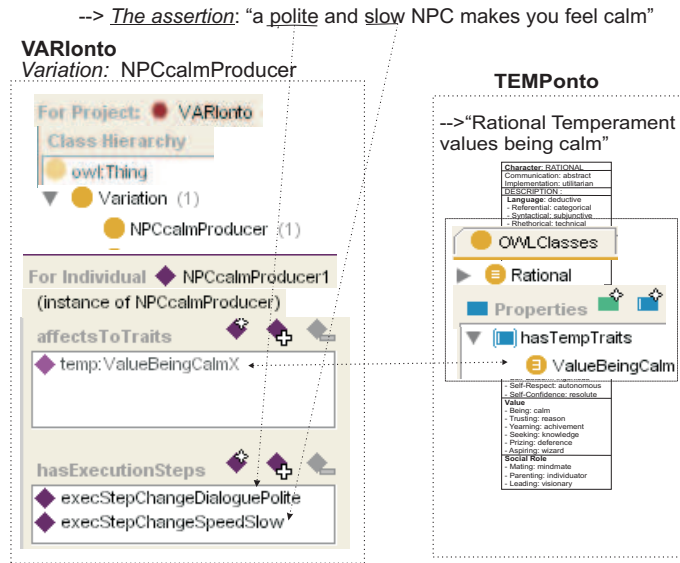 --> The assertion: “a polite and slow NPC makes you feel calm”
VARIonto
Variation: NPCcalmProducer
For Project: VARIonto
Class Hierarchy
owl:Thing
Variation (1)
NPCcalmProducer (1)
For Individual NPCcalmProducer1
(instance of NPCcalmProducer)
affectsToTraits
temp:ValueBeingCalmX
hasExecutionSteps
execStepChangeDialoguePolite
execStepChangeSpeedSlow
TEMPonto
-->“Rational Temperament
values being calm”
Character: RATIONAL
Communication: abstract
Implementation: utilitarian
DESCRIPTION :
Language: deductive
- Referential: categorical
- Syntactical: subjunctive
- Rhethorical: technical
OWLClasses
Rational
Properties
hasTempTraits
ValueBeingCalm
- Self-Respect: autonomous
- Self-Confidence: resolute
Value
- Being: calm
- Trusting: reason
- Yearning: achivement
- Seeking: knowledge
- Prizing: deference
- Aspiring: wizard
Social Role
- Mating: mindmate
- Parenting: individuator
- Leading: visionary